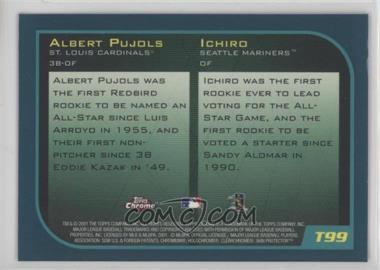 Albert Pujols
St. Louis Cardinals®
3B-OF
Albert Pujols was
the first Redbird
rookie to be named an
All-Star since Luis
Arroyo in 1955, and
their first non-
pitcher since 3B
Eddie Kazak in '49.
Ichiro
Seattle Mariners™
OF
Ichiro was the first
rookie ever to lead
voting for the All-
Star Game, and the
first rookie to be
voted a starter since
Sandy Alomar in
1990.
Topps
Chrome
T99